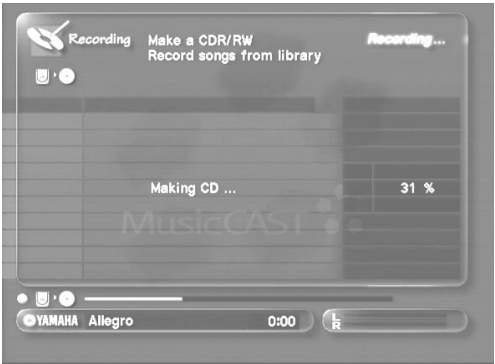 Recording
Make a CDR/RW
Record songs from library
Recording...
Making CD ...
31 %
MusicCAST
YAMAHA Allegro
0:00
L
R